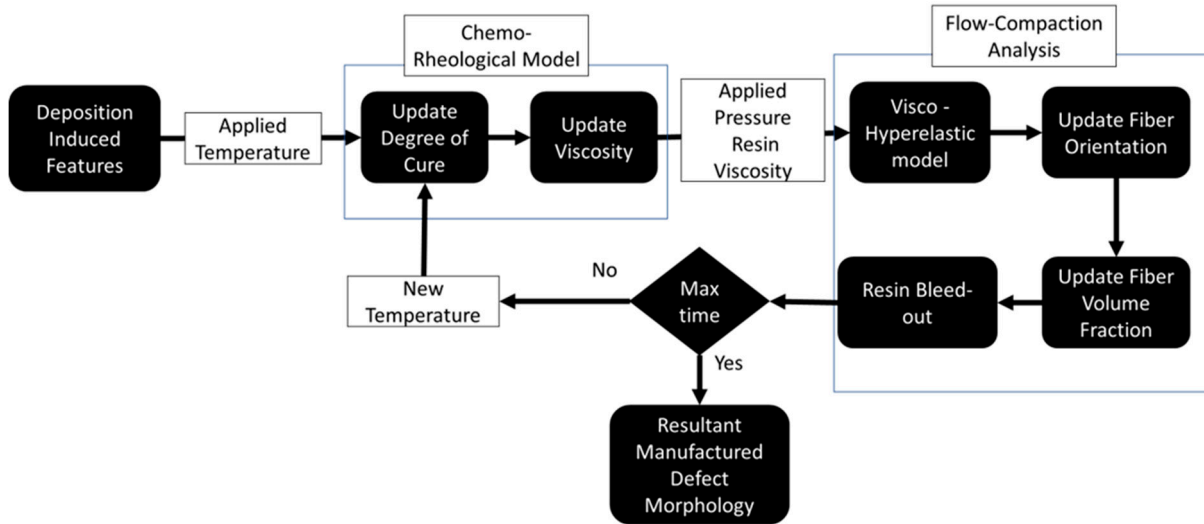 Chemo-
Rheological Model
Flow-Compaction
Analysis
Deposition
Induced
Features
Applied
Temperature
Update
Degree of
Cure
Update
Viscosity
Applied
Pressure
Resin
Viscosity
Visco -
Hyperelastic
model
Update Fiber
Orientation
Update Fiber
Volume
Fraction
Resin Bleed-
out
Max
time
No
New
Temperature
Yes
Resultant
Manufactured
Defect
Morphology